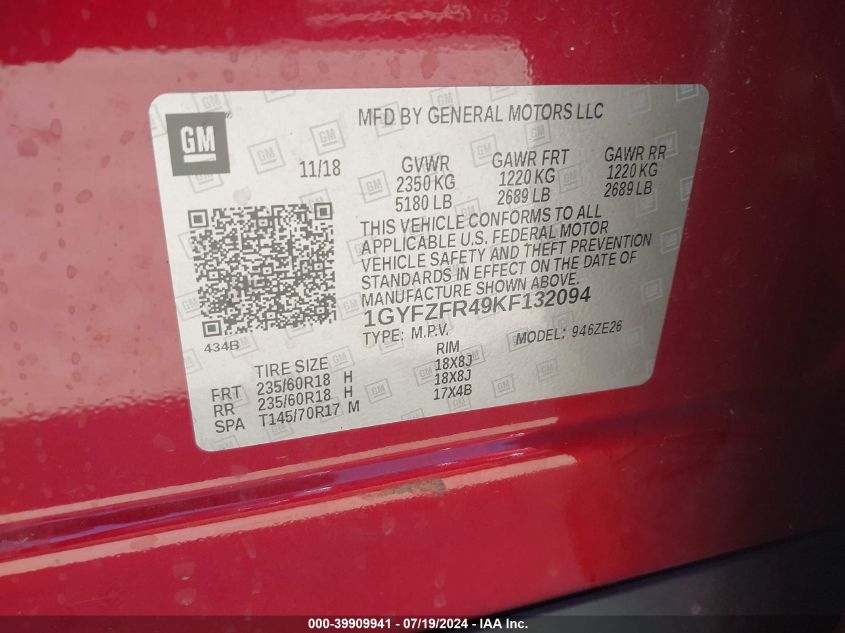 GM
MFD BY GENERAL MOTORS LLC
11/18
GVWR GAWR FRT GAWR RR
2350 KG 1220 KG 1220 KG
5180 LB 2689 LB 2689 LB
THIS VEHICLE CONFORMS TO ALL
APPLICABLE U.S. FEDERAL MOTOR
VEHICLE SAFETY AND THEFT PREVENTION
STANDARDS IN EFFECT ON THE DATE OF
MANUFACTURE SHOWN ABOVE.
1GYFZFR49KF132094
TYPE: M.P.V. MODEL: 946ZE26
434B
TIRE SIZE RIM
FRT 235/60R18 H 18X8J
RR 235/60R18 H 18X8J
SPA T145/70R17 M 17X4B
000-39909941 - 07/19/2024 - IAA Inc.